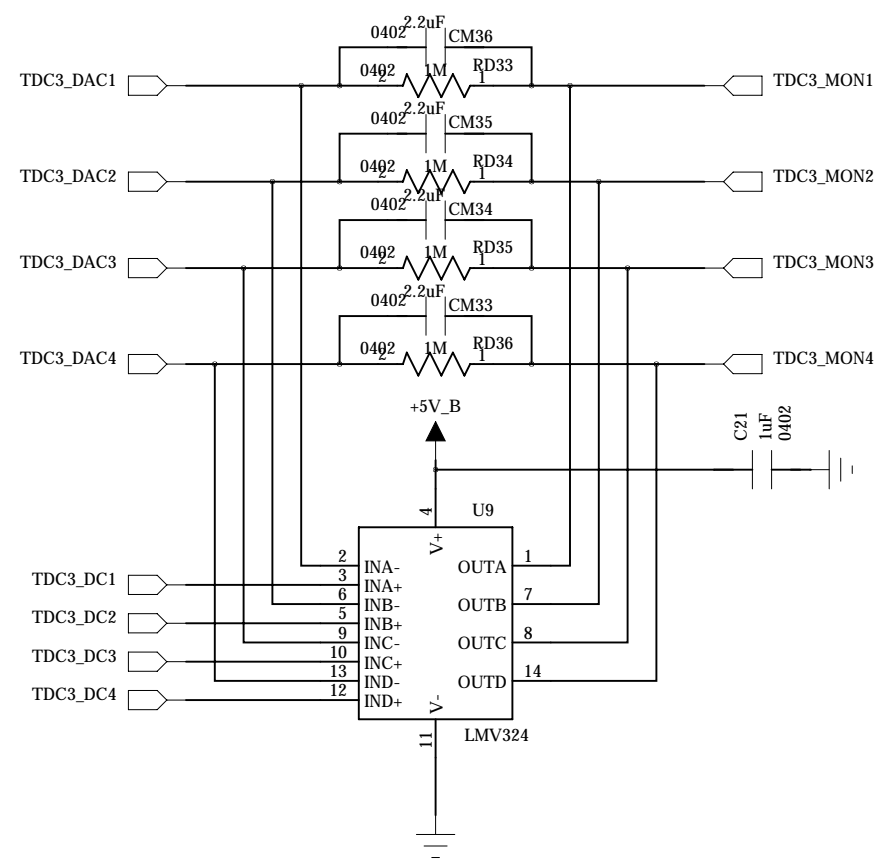 2.2uF
0402 CM36
TDC3_DAC1 0402 1M RD33 TDC3_MON1
2 1
2.2uF
0402 CM35
TDC3_DAC2 0402 1M RD34 TDC3_MON2
2 1
2.2uF
0402 CM34
TDC3_DAC3 0402 1M RD35 TDC3_MON3
2 1
2.2uF
0402 CM33
TDC3_DAC4 0402 1M RD36 TDC3_MON4
2 1
+5V_B
C21
1uF
0402
4 U9
V+
2 INA- OUTA 1
TDC3_DC1 3 INA+
6 INB- OUTB 7
TDC3_DC2 5 INB+
9 INC- OUTC 8
TDC3_DC3 10 INC+
13 IND- OUTD 14
TDC3_DC4 12 IND+
V-
11 LMV324